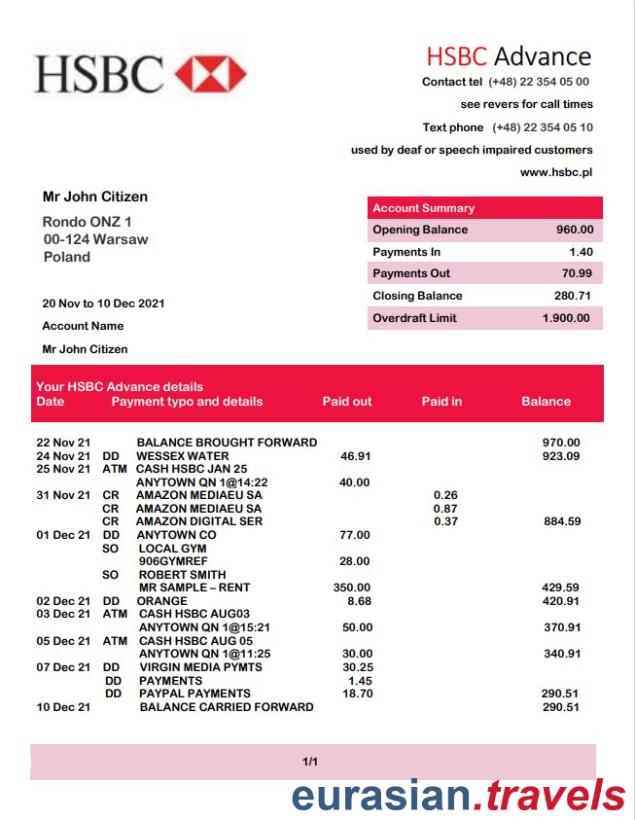 HSBC
HSBC Advance
Contact tel (+48) 22 354 05 00
see revers for call times
Text phone (+48) 22 354 05 10
used by deaf or speech impaired customers
www.hsbc.pl
Mr John Citizen
Rondo ONZ 1
00-124 Warsaw
Poland
20 Nov to 10 Dec 2021
Account Name
Mr John Citizen
Account Summary
Opening Balance 960.00
Payments In 1.40
Payments Out 70.99
Closing Balance 280.71
Overdraft Limit 1.900.00
Your HSBC Advance details
Date Payment typo and details Paid out Paid in Balance
22 Nov 21 BALANCE BROUGHT FORWARD 970.00
24 Nov 21 DD WESSEX WATER 46.91 923.09
25 Nov 21 ATM CASH HSBC JAN 25
ANYTOWN QN 1@14:22 40.00
31 Nov 21 CR AMAZON MEDIAEU SA 0.26
CR AMAZON MEDIAEU SA 0.87
CR AMAZON DIGITAL SER 0.37 884.59
01 Dec 21 DD ANYTOWN CO 77.00
SO LOCAL GYM
906GYMREF 28.00
SO ROBERT SMITH
MR SAMPLE – RENT 350.00 429.59
02 Dec 21 DD ORANGE 8.68 420.91
03 Dec 21 ATM CASH HSBC AUG03
ANYTOWN QN 1@15:21 50.00 370.91
05 Dec 21 ATM CASH HSBC AUG 05
ANYTOWN QN 1@11:25 30.00 340.91
07 Dec 21 DD VIRGIN MEDIA PYMTS 30.25
DD PAYMENTS 1.45
DD PAYPAL PAYMENTS 18.70 290.51
10 Dec 21 BALANCE CARRIED FORWARD 290.51
1/1
eurasian.travels